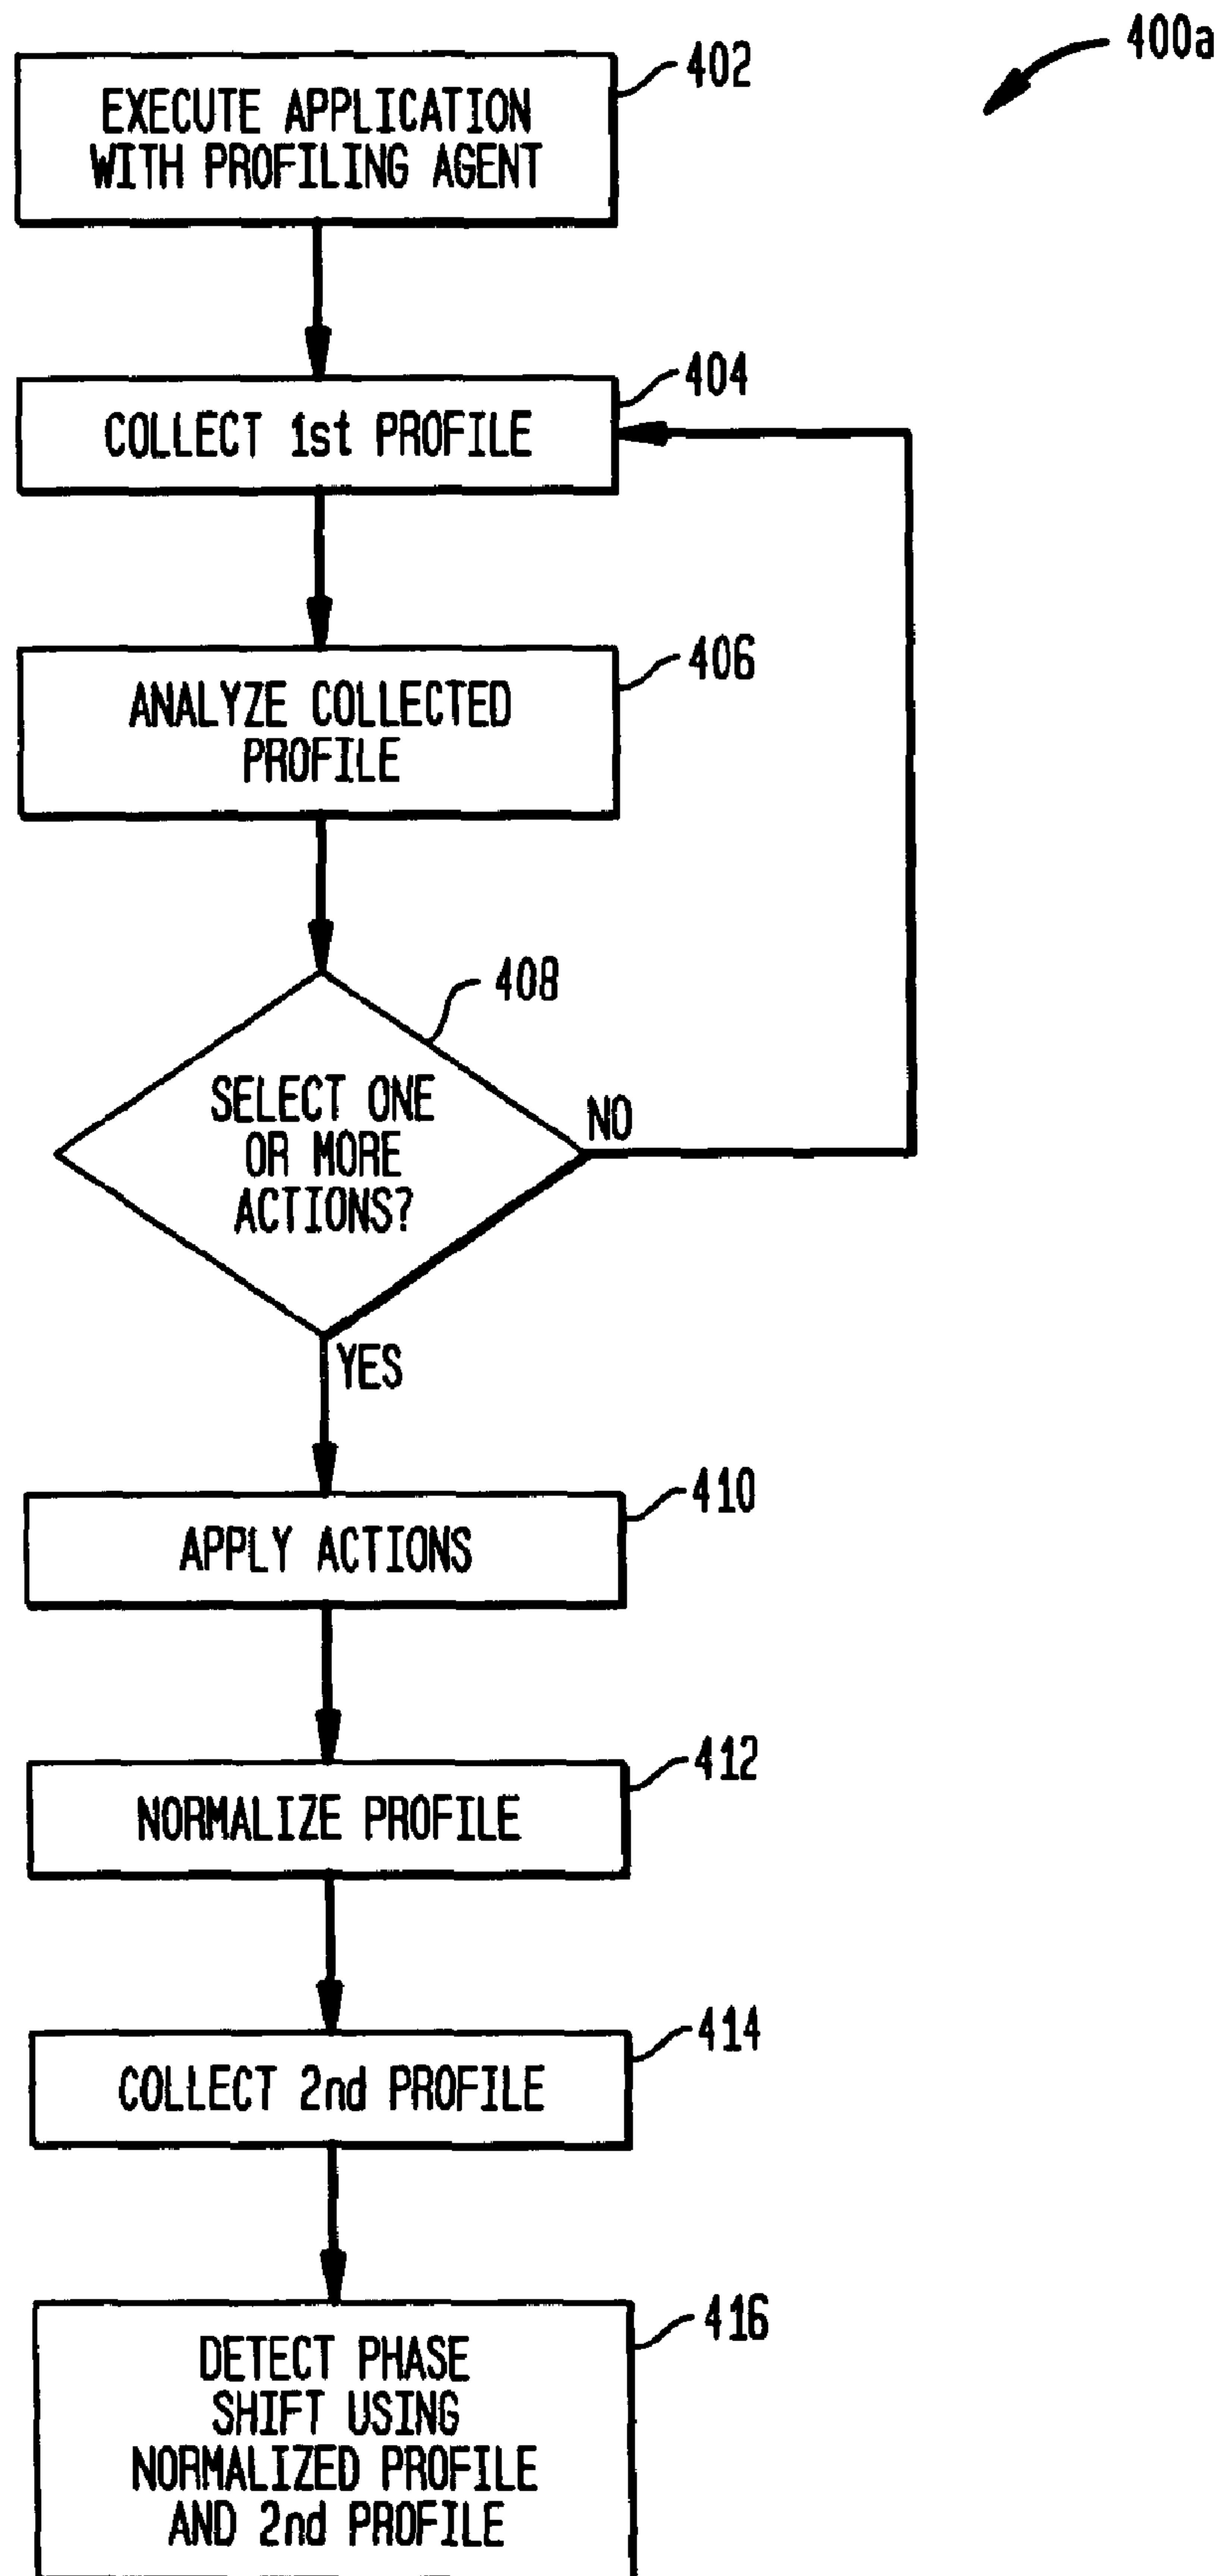 400a
402
EXECUTE APPLICATION
WITH PROFILING AGENT
404
COLLECT 1st PROFILE
406
ANALYZE COLLECTED
PROFILE
408
SELECT ONE
OR MORE
ACTIONS?
NO
YES
410
APPLY ACTIONS
412
NORMALIZE PROFILE
414
COLLECT 2nd PROFILE
416
DETECT PHASE
SHIFT USING
NORMALIZED PROFILE
AND 2nd PROFILE